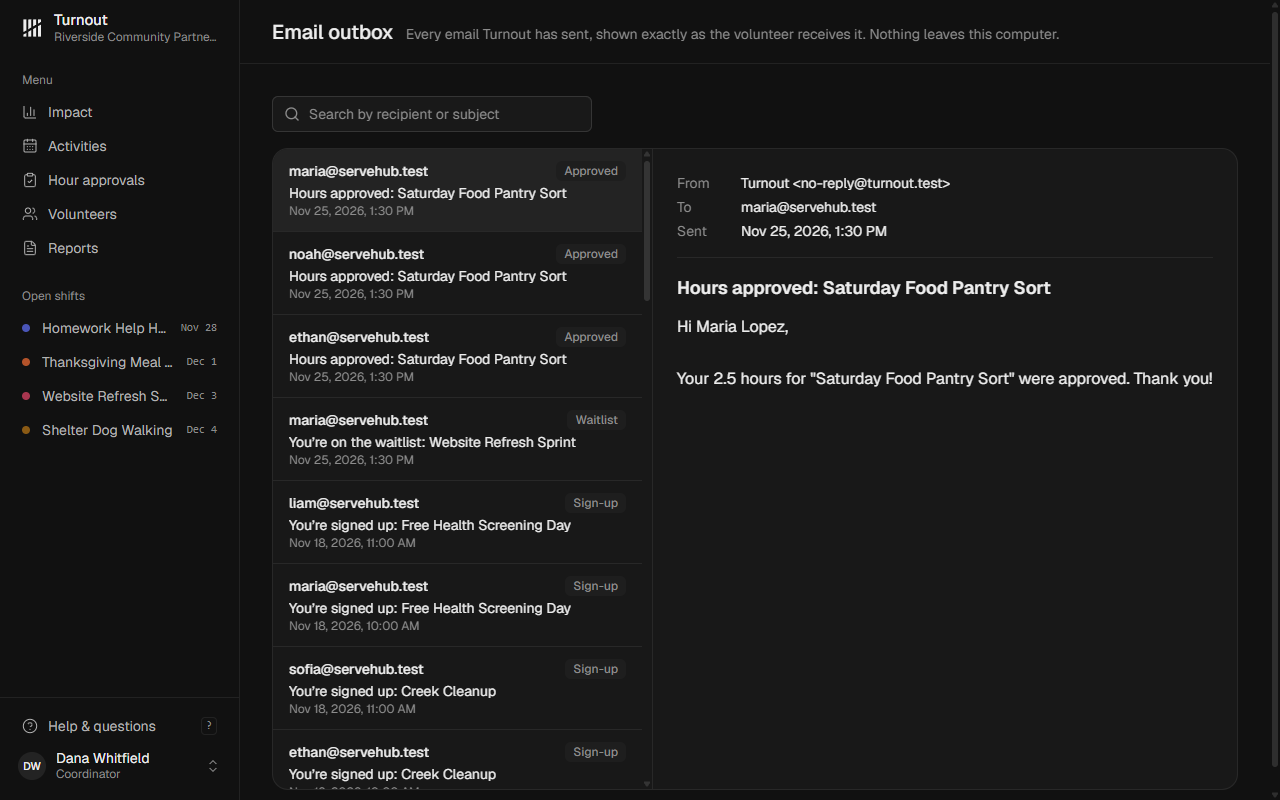 Turnout
Riverside Community Partne...
Menu
Impact
Activities
Hour approvals
Volunteers
Reports
Open shifts
Homework Help H... Nov 28
Thanksgiving Meal ... Dec 1
Website Refresh S... Dec 3
Shelter Dog Walking Dec 4
Help & questions ?
DW Dana Whitfield
Coordinator
Email outbox Every email Turnout has sent, shown exactly as the volunteer receives it. Nothing leaves this computer.
Search by recipient or subject
maria@servehub.test Approved
Hours approved: Saturday Food Pantry Sort
Nov 25, 2026, 1:30 PM
noah@servehub.test Approved
Hours approved: Saturday Food Pantry Sort
Nov 25, 2026, 1:30 PM
ethan@servehub.test Approved
Hours approved: Saturday Food Pantry Sort
Nov 25, 2026, 1:30 PM
maria@servehub.test Waitlist
You're on the waitlist: Website Refresh Sprint
Nov 25, 2026, 1:30 PM
liam@servehub.test Sign-up
You're signed up: Free Health Screening Day
Nov 18, 2026, 11:00 AM
maria@servehub.test Sign-up
You're signed up: Free Health Screening Day
Nov 18, 2026, 10:00 AM
sofia@servehub.test Sign-up
You're signed up: Creek Cleanup
Nov 18, 2026, 11:00 AM
ethan@servehub.test Sign-up
You're signed up: Creek Cleanup
From Turnout <no-reply@turnout.test>
To maria@servehub.test
Sent Nov 25, 2026, 1:30 PM
Hours approved: Saturday Food Pantry Sort
Hi Maria Lopez,
Your 2.5 hours for "Saturday Food Pantry Sort" were approved. Thank you!